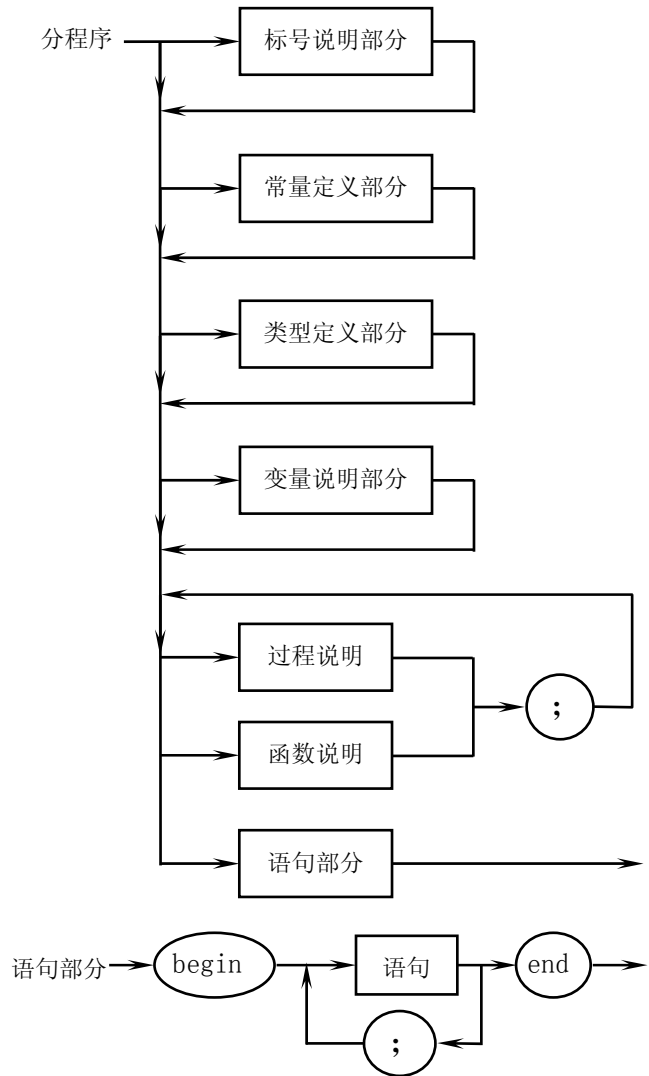 分程序
标号说明部分
常量定义部分
类型定义部分
变量说明部分
过程说明
;
函数说明
语句部分
语句部分 begin 语句 end
;